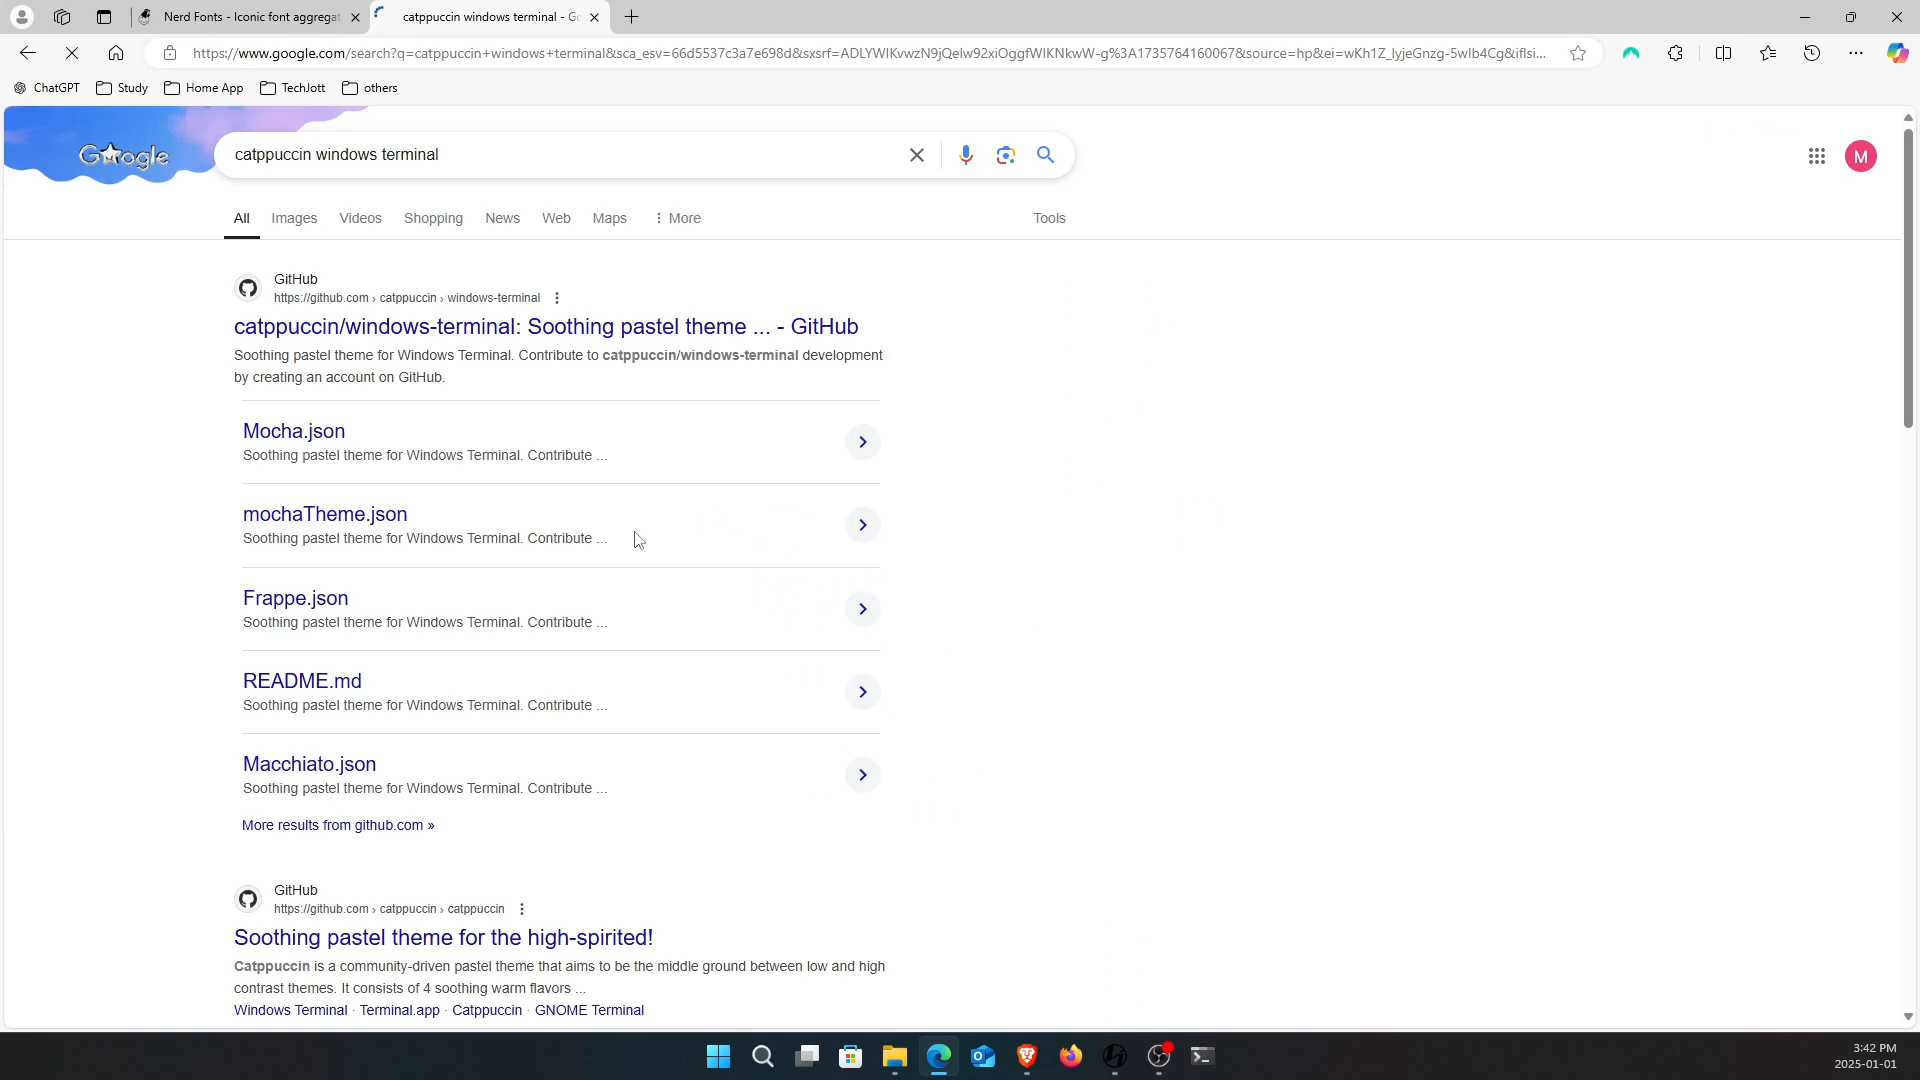 Nerd Fonts - Iconic font aggregat
catppuccin windows terminal - Go
https://www.google.com/search?q=catppuccin+windows+terminal&sca_esv=66d5537c3a7e698d&sxsrf=ADLYWIKvwzN9jQelw92xiOggfWIKNkwW-g%3A1735764160067&source=hp&ei=wKh1Z_lyjeGnzg-5wIb4Cg&iflsi...
ChatGPT Study Home App TechJott others
Google
catppuccin windows terminal
M
All Images Videos Shopping News Web Maps More Tools
GitHub
https://github.com › catppuccin › windows-terminal
catppuccin/windows-terminal: Soothing pastel theme ... - GitHub
Soothing pastel theme for Windows Terminal. Contribute to catppuccin/windows-terminal development
by creating an account on GitHub.
Mocha.json
Soothing pastel theme for Windows Terminal. Contribute ...
mochaTheme.json
Soothing pastel theme for Windows Terminal. Contribute ...
Frappe.json
Soothing pastel theme for Windows Terminal. Contribute ...
README.md
Soothing pastel theme for Windows Terminal. Contribute ...
Macchiato.json
Soothing pastel theme for Windows Terminal. Contribute ...
More results from github.com »
GitHub
https://github.com › catppuccin › catppuccin
Soothing pastel theme for the high-spirited!
Catppuccin is a community-driven pastel theme that aims to be the middle ground between low and high
contrast themes. It consists of 4 soothing warm flavors ...
Windows Terminal · Terminal.app · Catppuccin · GNOME Terminal
3:42 PM
2025-01-01